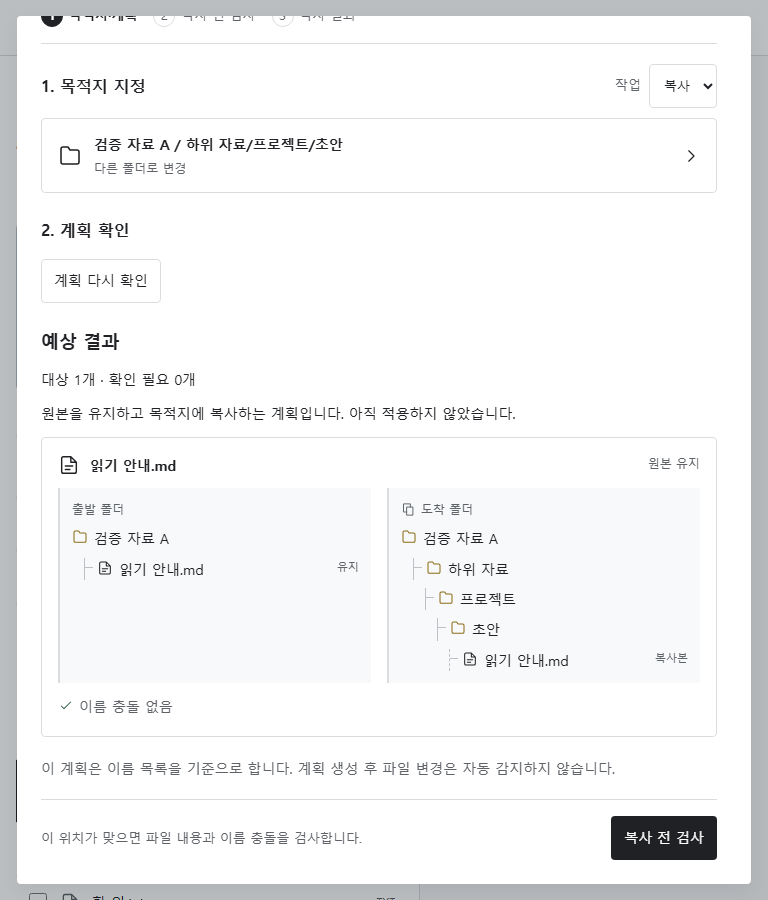 1. 목적지 지정
작업
복사
검증 자료 A / 하위 자료/프로젝트/초안
다른 폴더로 변경
2. 계획 확인
계획 다시 확인
예상 결과
대상 1개 · 확인 필요 0개
원본을 유지하고 목적지에 복사하는 계획입니다. 아직 적용하지 않았습니다.
읽기 안내.md
원본 유지
출발 폴더
검증 자료 A
읽기 안내.md
유지
도착 폴더
검증 자료 A
하위 자료
프로젝트
초안
읽기 안내.md
복사본
이름 충돌 없음
이 계획은 이름 목록을 기준으로 합니다. 계획 생성 후 파일 변경은 자동 감지하지 않습니다.
이 위치가 맞으면 파일 내용과 이름 충돌을 검사합니다.
복사 전 검사